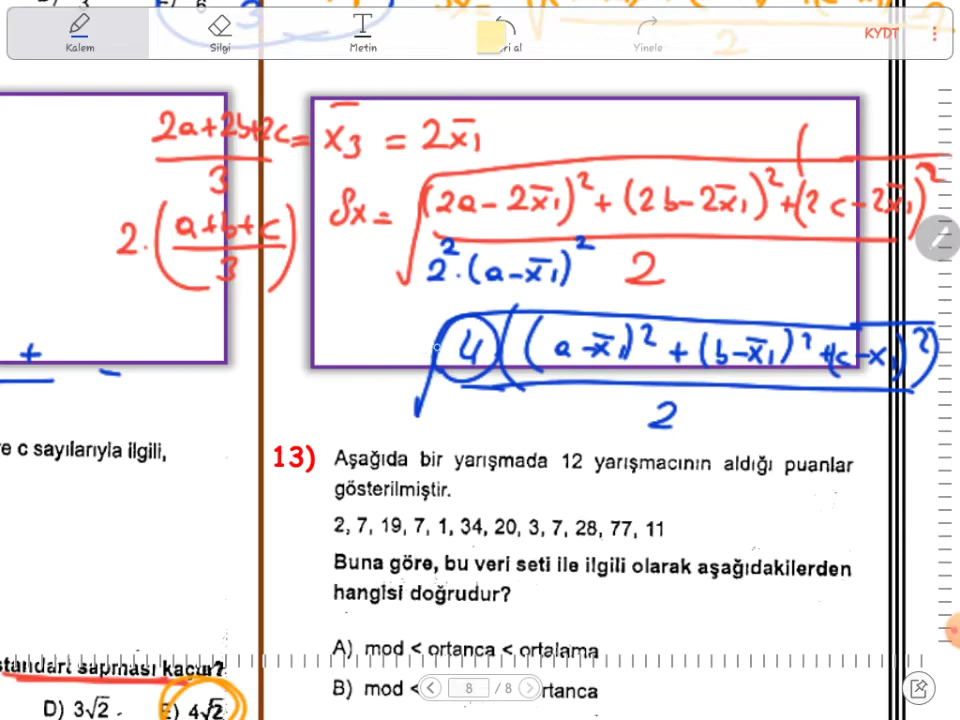 Kalem
Silgi
Metin
Yinele
KYDT
2a+2b+2c / 3 = x̄3 = 2x̄1
2·(a+b+c / 3)
Sx = √((2a-2x̄1)²+(2b-2x̄1)²+(2c-2x̄1)² / 2)
2²·(a-x̄1)²
√(4((a-x̄1)²+(b-x̄1)²+(c-x1)²) / 2)
+
-
e c sayılarıyla ilgili,
standart sapması kaçtır?
D) 3√2
E) 4√2
13) Aşağıda bir yarışmada 12 yarışmacının aldığı puanlar
gösterilmiştir.
2, 7, 19, 7, 1, 34, 20, 3, 7, 28, 77, 11
Buna göre, bu veri seti ile ilgili olarak aşağıdakilerden
hangisi doğrudur?
A) mod < ortanca < ortalama
B) mod <
8 / 8
rtanca